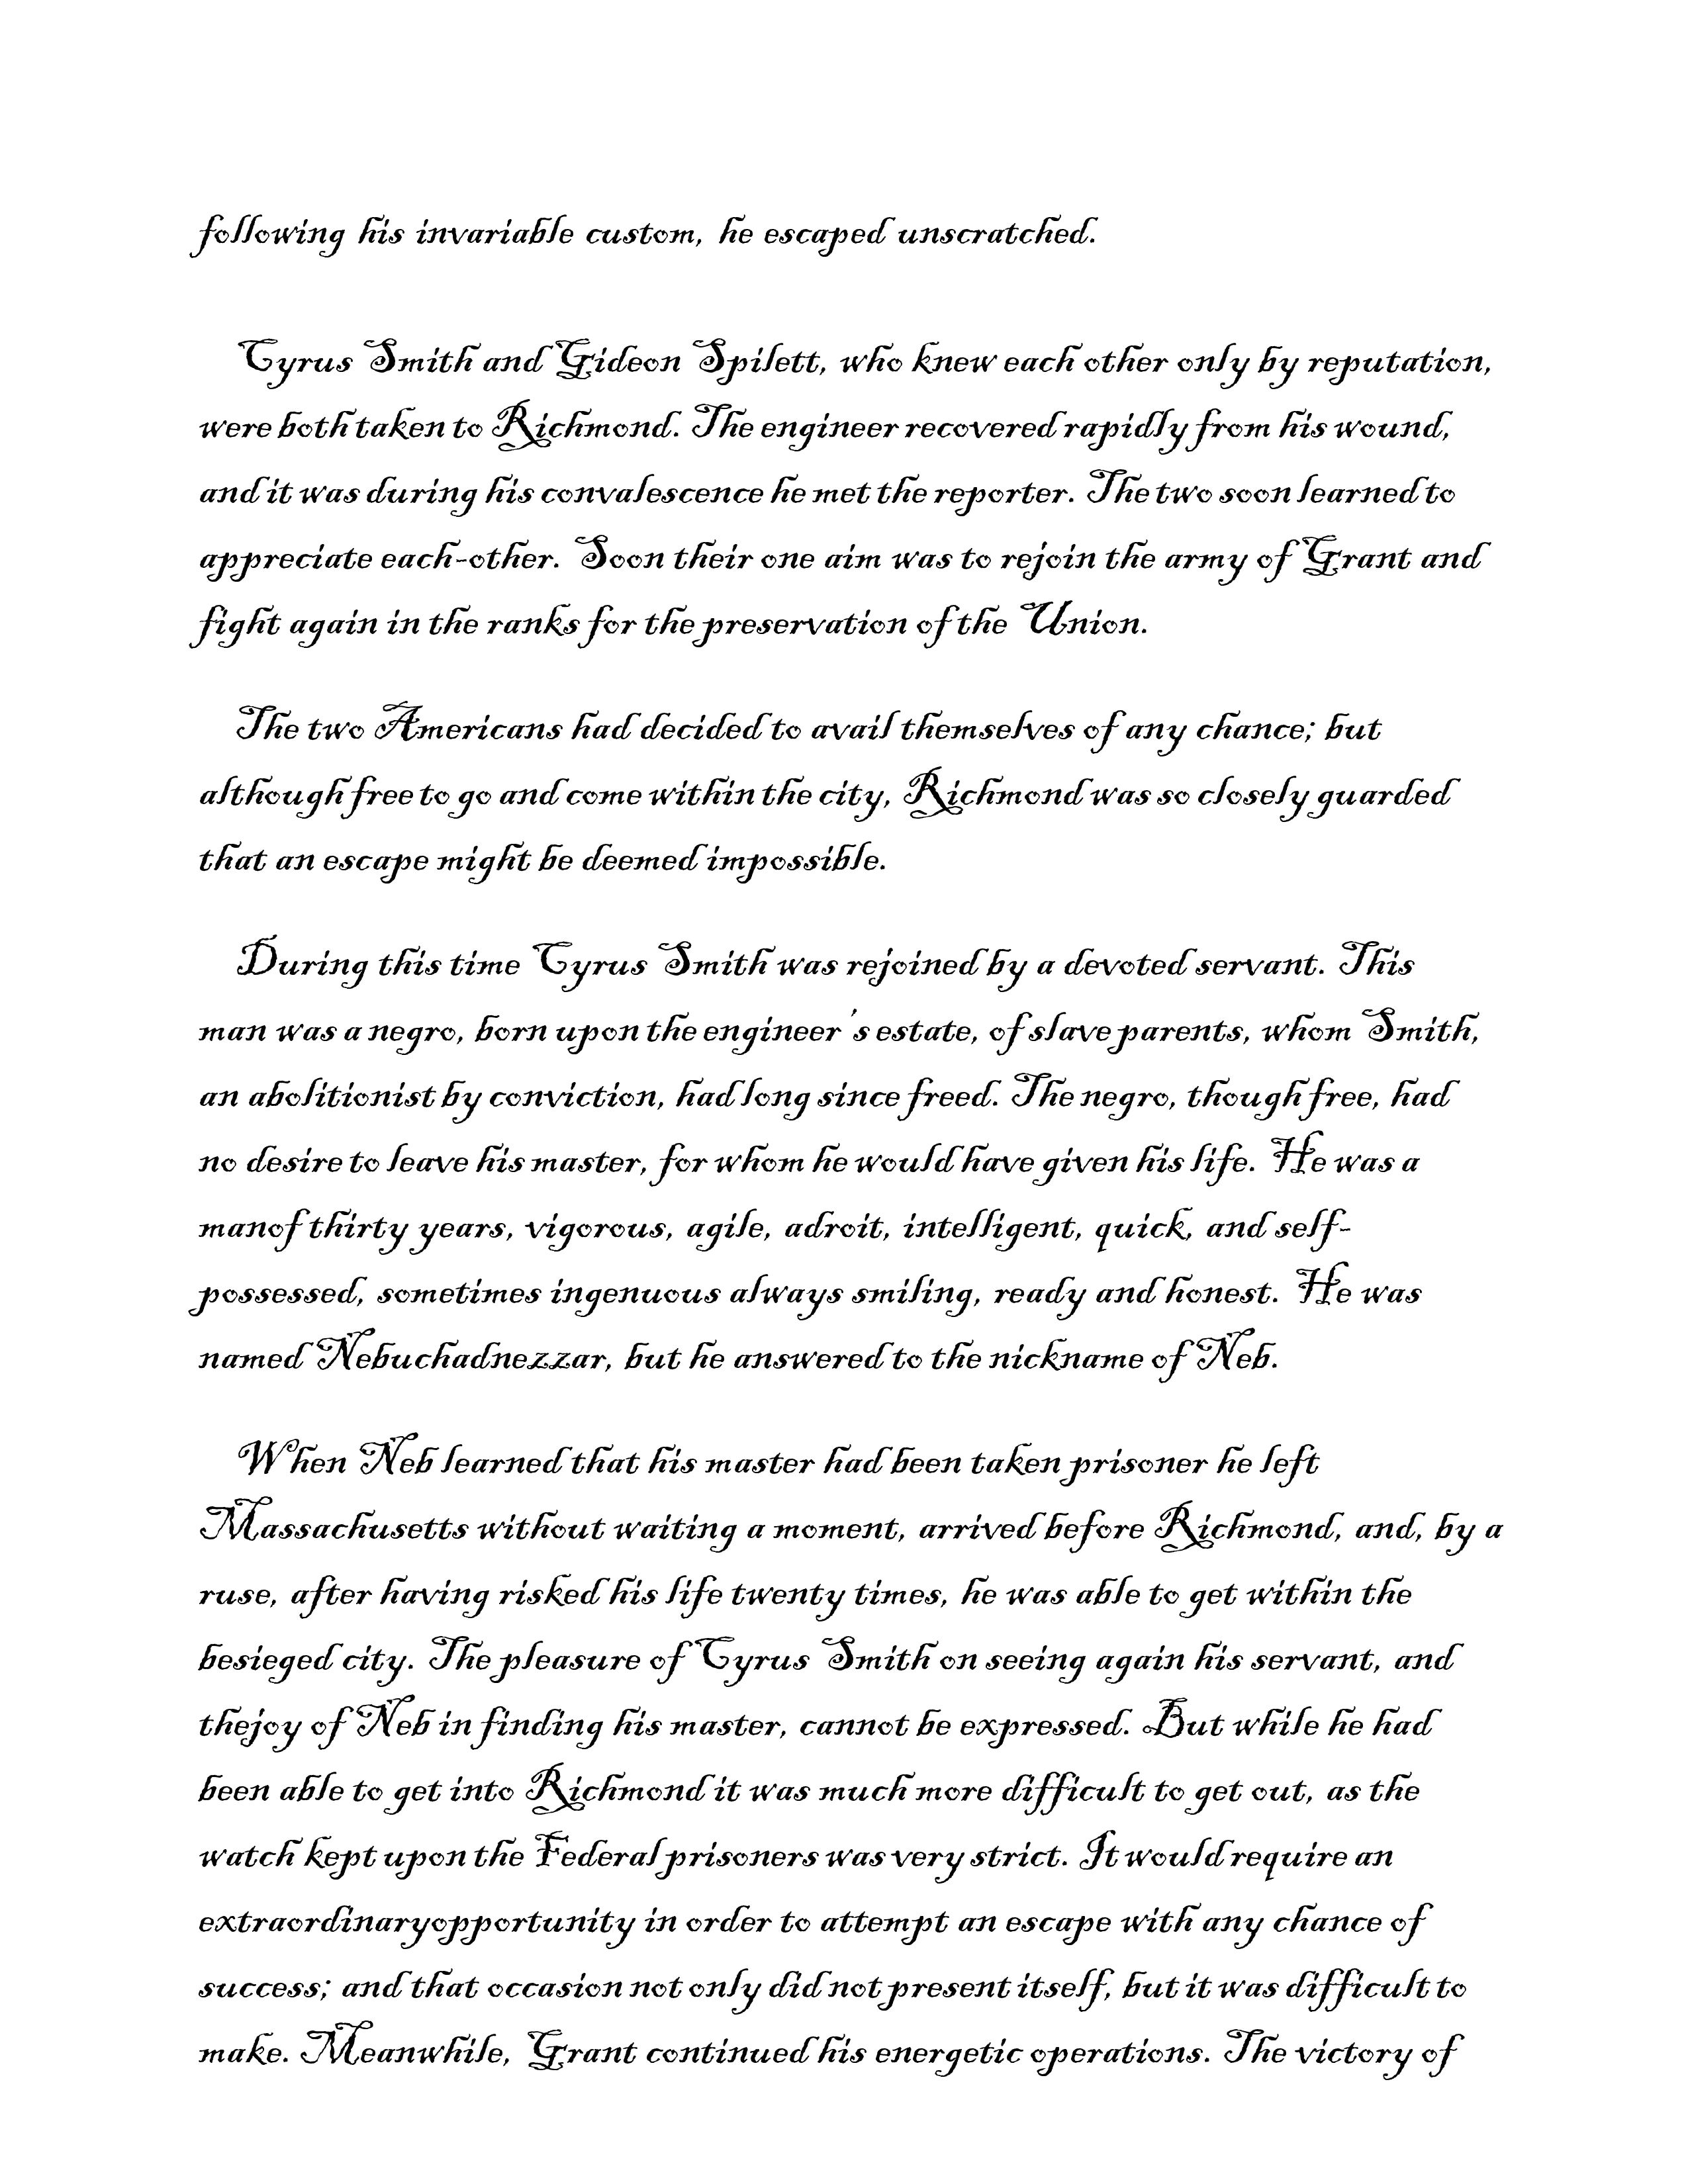 following his invariable custom, he escaped unscratched.
Cyrus Smith and Gideon Spilett, who knew each other only by reputation,
were both taken to Richmond. The engineer recovered rapidly from his wound,
and it was during his convalescence he met the reporter. The two soon learned to
appreciate each-other. Soon their one aim was to rejoin the army of Grant and
fight again in the ranks for the preservation of the Union.
The two Americans had decided to avail themselves of any chance; but
although free to go and come within the city, Richmond was so closely guarded
that an escape might be deemed impossible.
During this time Cyrus Smith was rejoined by a devoted servant. This
man was a negro, born upon the engineer's estate, of slave parents, whom Smith,
an abolitionist by conviction, had long since freed. The negro, though free, had
no desire to leave his master, for whom he would have given his life. He was a
manof thirty years, vigorous, agile, adroit, intelligent, quick, and self-
possessed, sometimes ingenuous always smiling, ready and honest. He was
named Nebuchadnezzar, but he answered to the nickname of Neb.
When Neb learned that his master had been taken prisoner he left
Massachusetts without waiting a moment, arrived before Richmond, and, by a
ruse, after having risked his life twenty times, he was able to get within the
besieged city. The pleasure of Cyrus Smith on seeing again his servant, and
thejoy of Neb in finding his master, cannot be expressed. But while he had
been able to get into Richmond it was much more difficult to get out, as the
watch kept upon the Federal prisoners was very strict. It would require an
extraordinaryopportunity in order to attempt an escape with any chance of
success; and that occasion not only did not present itself, but it was difficult to
make. Meanwhile, Grant continued his energetic operations. The victory of